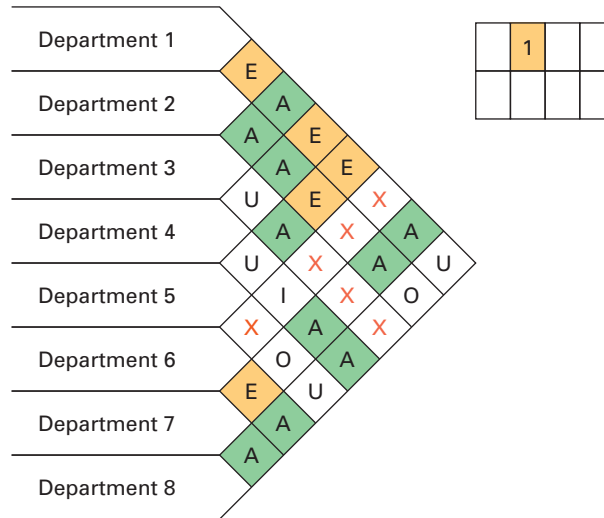 Department 1
1
E
Department 2 A
A E
Department 3 A E
U E X
Department 4 A X A
U X A U
Department 5 I X O
X A X
Department 6 O A
E U
Department 7 A
A
Department 8